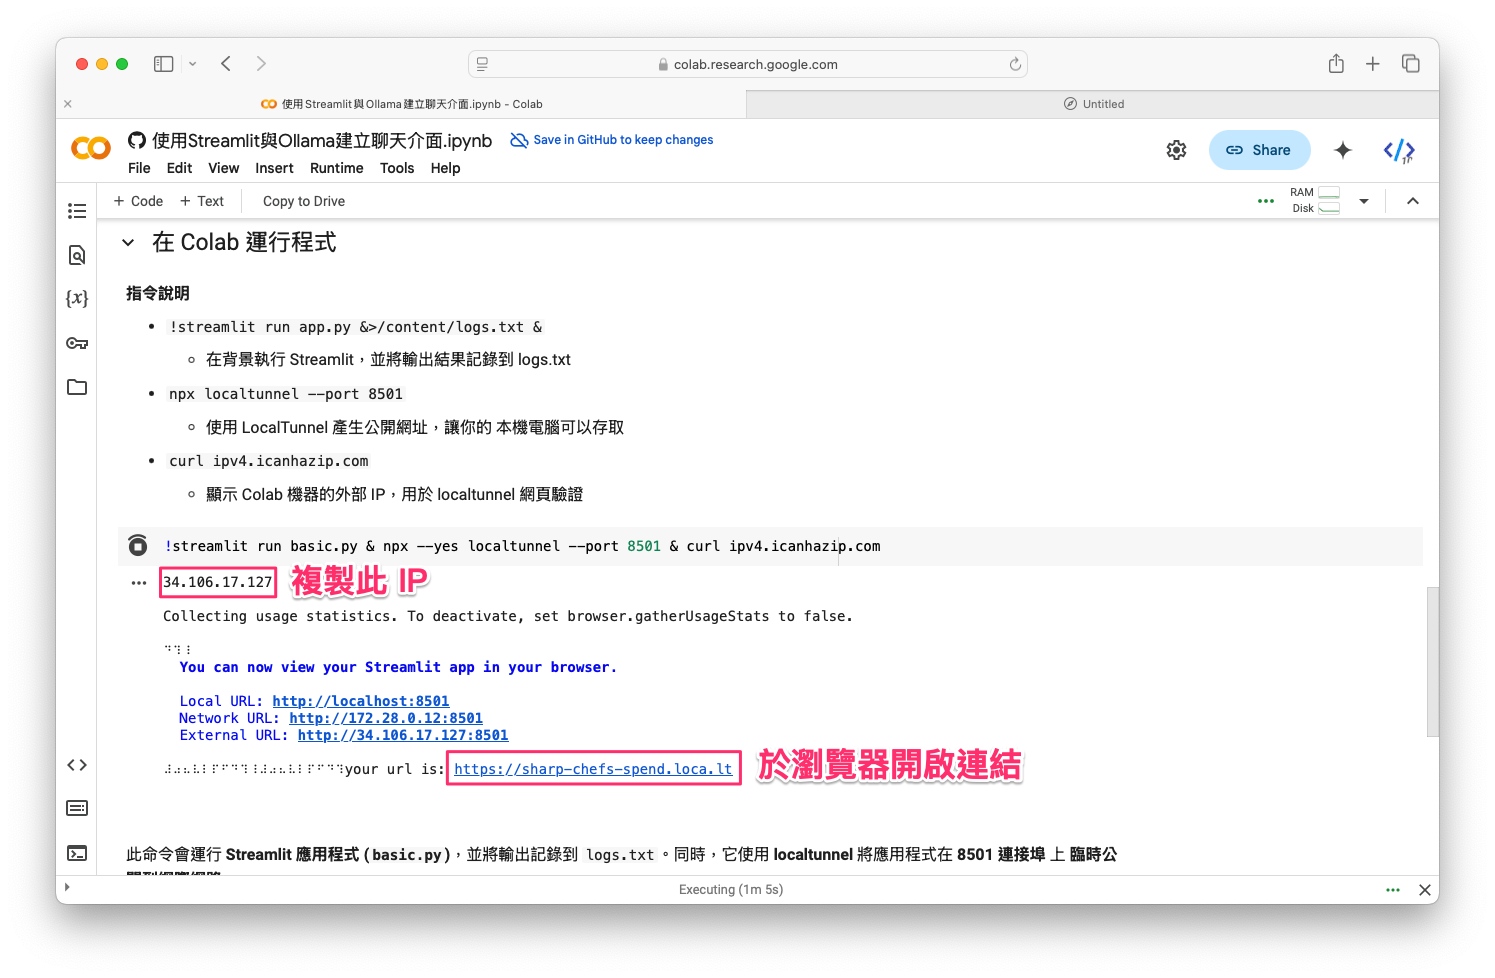 colab.research.google.com
使用Streamlit與Ollama建立聊天介面.ipynb - Colab
Untitled
使用Streamlit與Ollama建立聊天介面.ipynb
Save in GitHub to keep changes
Share
File Edit View Insert Runtime Tools Help
+ Code + Text Copy to Drive
RAM
Disk
在 Colab 運行程式
指令說明
!streamlit run app.py &>/content/logs.txt &
在背景執行 Streamlit，並將輸出結果記錄到 logs.txt
npx localtunnel --port 8501
使用 LocalTunnel 產生公開網址，讓你的 本機電腦可以存取
curl ipv4.icanhazip.com
顯示 Colab 機器的外部 IP，用於 localtunnel 網頁驗證
!streamlit run basic.py & npx --yes localtunnel --port 8501 & curl ipv4.icanhazip.com
34.106.17.127 複製此 IP
Collecting usage statistics. To deactivate, set browser.gatherUsageStats to false.
You can now view your Streamlit app in your browser.
Local URL: http://localhost:8501
Network URL: http://172.28.0.12:8501
External URL: http://34.106.17.127:8501
your url is: https://sharp-chefs-spend.loca.lt 於瀏覽器開啟連結
此命令會運行 Streamlit 應用程式 (basic.py)，並將輸出記錄到 logs.txt。同時，它使用 localtunnel 將應用程式在 8501 連接埠 上 臨時公
Executing (1m 5s)